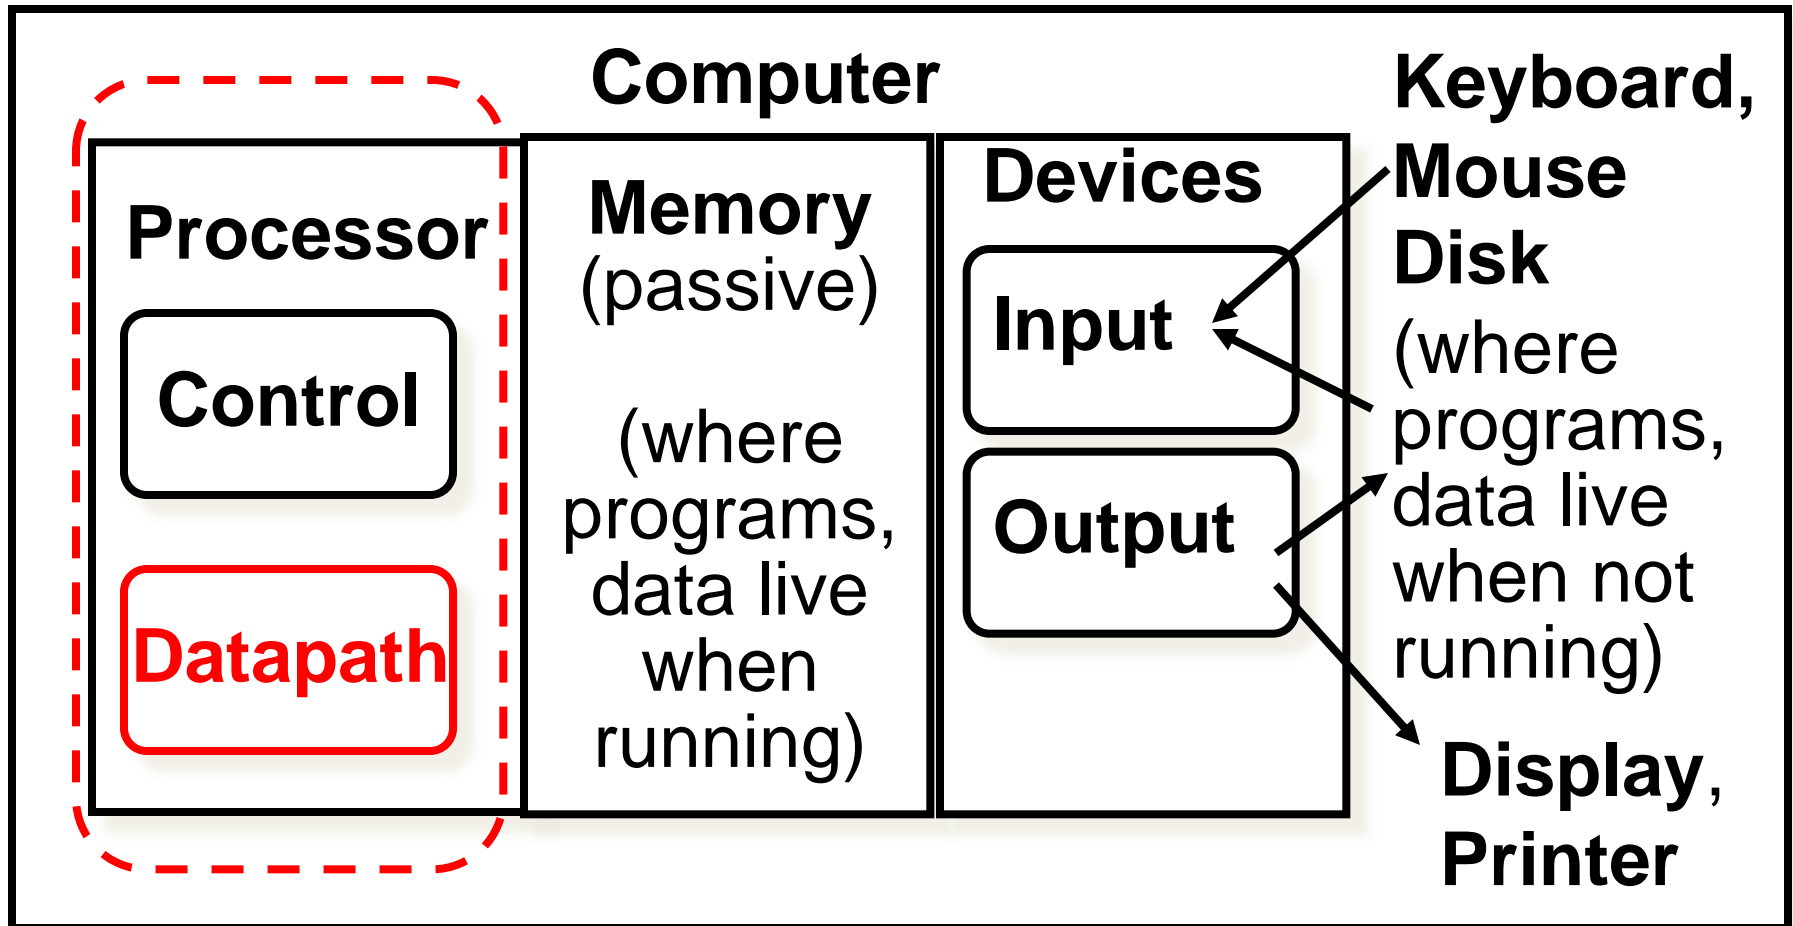 Computer
Processor
Control
Datapath
Memory
(passive)
(where
programs,
data live
when
running)
Devices
Input
Output
Keyboard,
Mouse
Disk
(where
programs,
data live
when not
running)
Display,
Printer